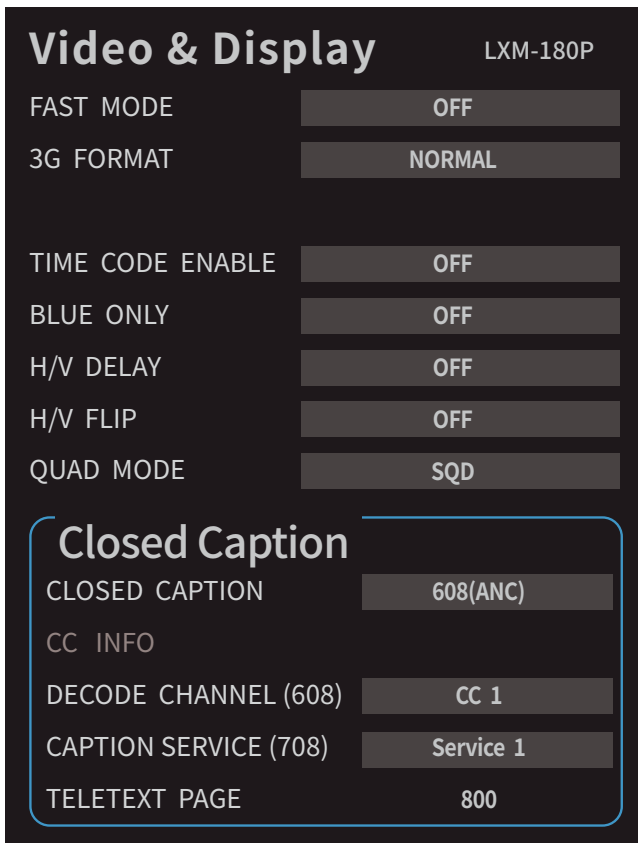 Video & Display LXM-180P
FAST MODE OFF
3G FORMAT NORMAL
TIME CODE ENABLE OFF
BLUE ONLY OFF
H/V DELAY OFF
H/V FLIP OFF
QUAD MODE SQD
Closed Caption
CLOSED CAPTION 608(ANC)
CC INFO
DECODE CHANNEL (608) CC 1
CAPTION SERVICE (708) Service 1
TELETEXT PAGE 800